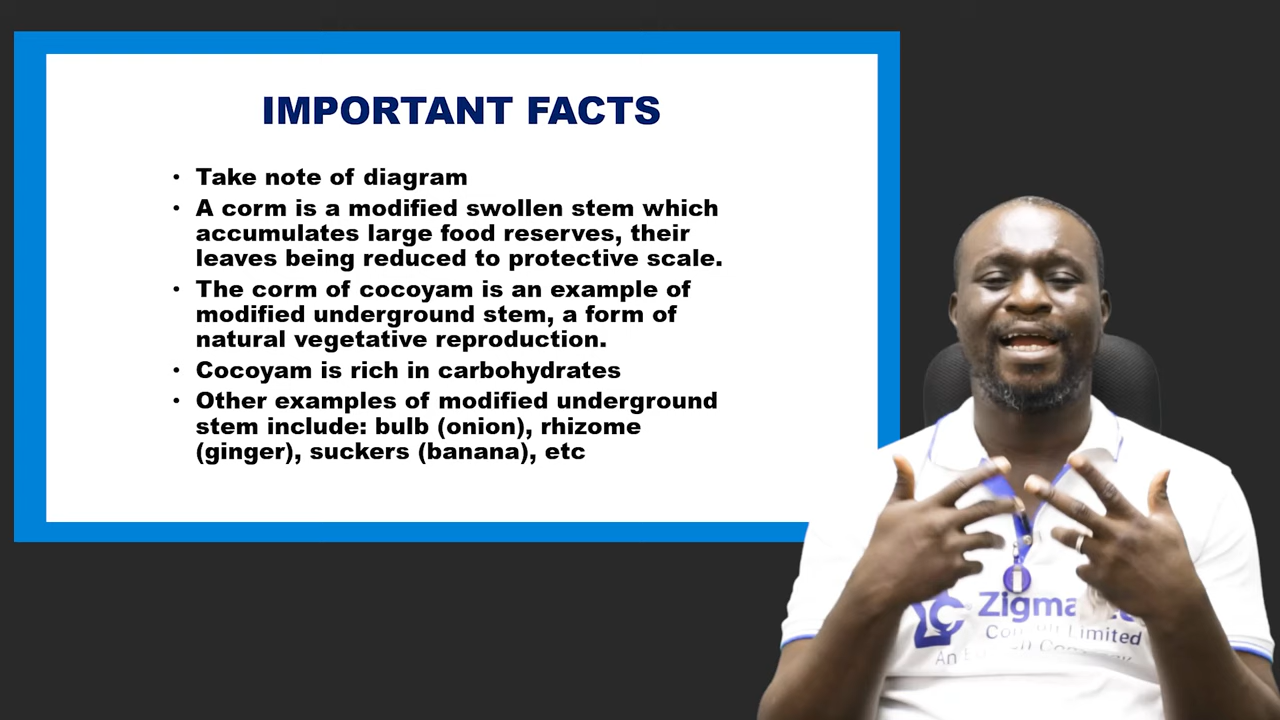 IMPORTANT FACTS
• Take note of diagram
• A corm is a modified swollen stem which
accumulates large food reserves, their
leaves being reduced to protective scale.
• The corm of cocoyam is an example of
modified underground stem, a form of
natural vegetative reproduction.
• Cocoyam is rich in carbohydrates
• Other examples of modified underground
stem include: bulb (onion), rhizome
(ginger), suckers (banana), etc
Limited
An